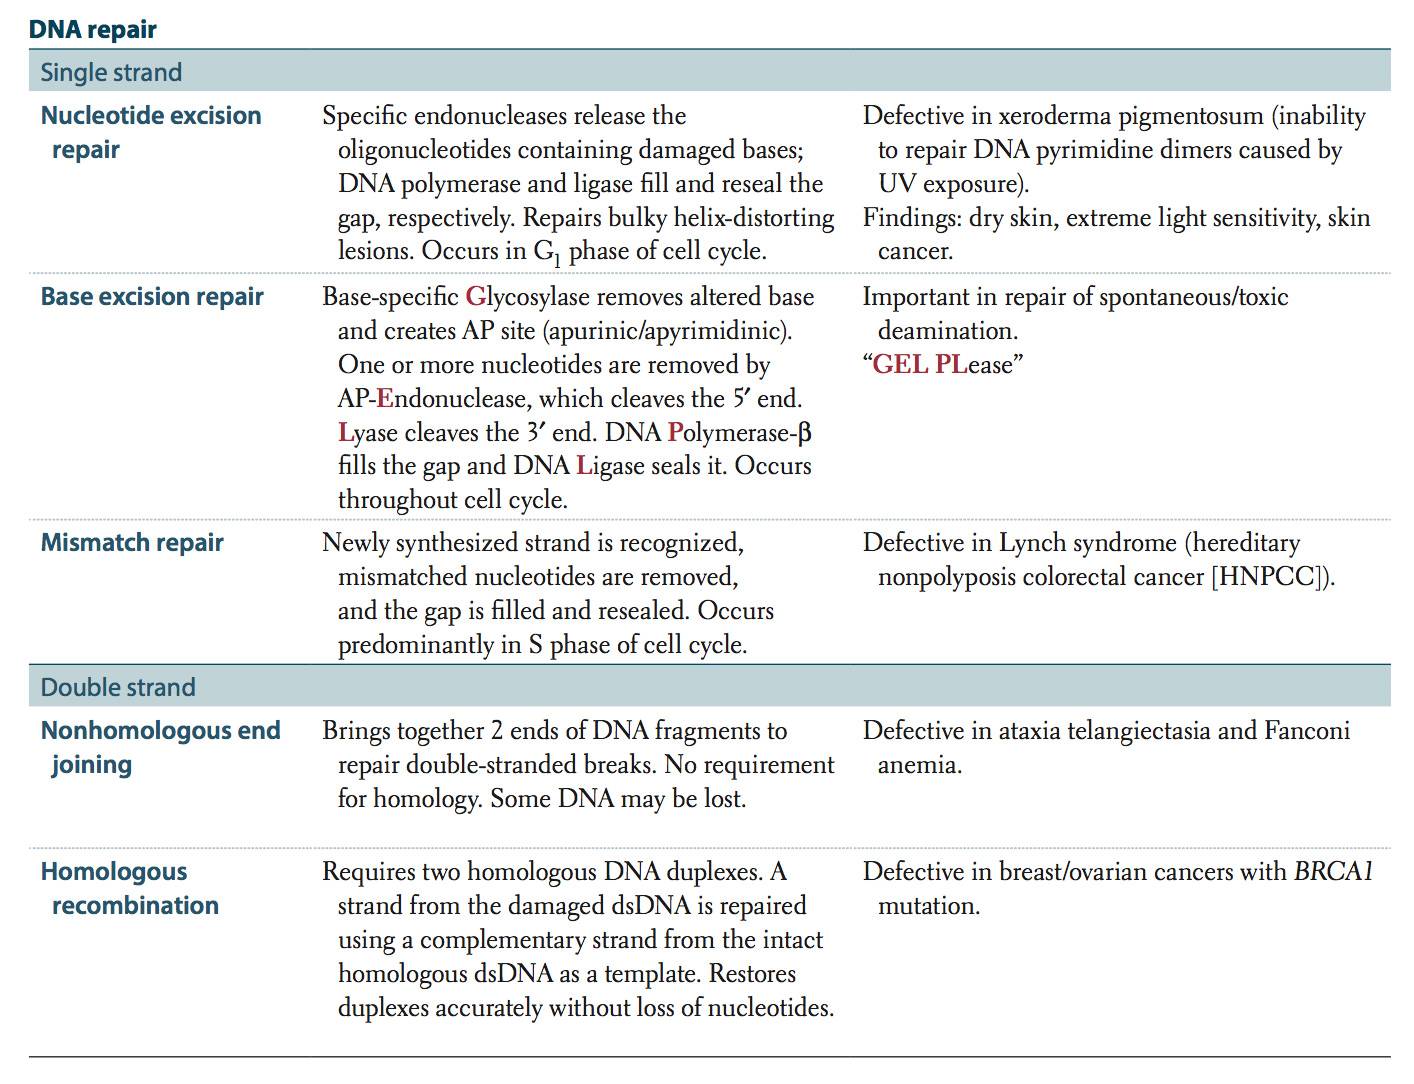 DNA repair
Single strand
Nucleotide excision
repair
Specific endonucleases release the
oligonucleotides containing damaged bases;
DNA polymerase and ligase fill and reseal the
gap, respectively. Repairs bulky helix-distorting
lesions. Occurs in G1 phase of cell cycle.
Defective in xeroderma pigmentosum (inability
to repair DNA pyrimidine dimers caused by
UV exposure).
Findings: dry skin, extreme light sensitivity, skin
cancer.
Base excision repair
Base-specific Glycosylase removes altered base
and creates AP site (apurinic/apyrimidinic).
One or more nucleotides are removed by
AP-Endonuclease, which cleaves the 5′ end.
Lyase cleaves the 3′ end. DNA Polymerase-β
fills the gap and DNA Ligase seals it. Occurs
throughout cell cycle.
Important in repair of spontaneous/toxic
deamination.
“GEL PLease”
Mismatch repair
Newly synthesized strand is recognized,
mismatched nucleotides are removed,
and the gap is filled and resealed. Occurs
predominantly in S phase of cell cycle.
Defective in Lynch syndrome (hereditary
nonpolyposis colorectal cancer [HNPCC]).
Double strand
Nonhomologous end
joining
Brings together 2 ends of DNA fragments to
repair double-stranded breaks. No requirement
for homology. Some DNA may be lost.
Defective in ataxia telangiectasia and Fanconi
anemia.
Homologous
recombination
Requires two homologous DNA duplexes. A
strand from the damaged dsDNA is repaired
using a complementary strand from the intact
homologous dsDNA as a template. Restores
duplexes accurately without loss of nucleotides.
Defective in breast/ovarian cancers with BRCA1
mutation.